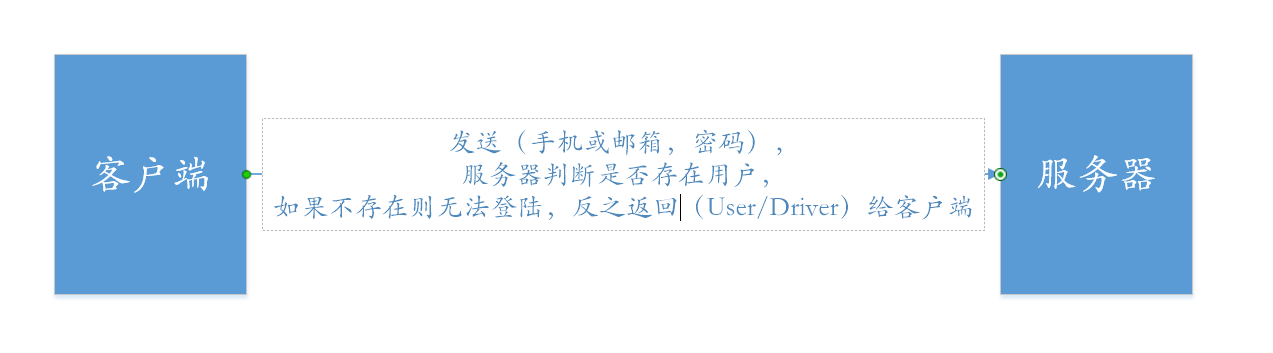 客户端
发送（手机或邮箱，密码），
服务器判断是否存在用户，
如果不存在则无法登陆，反之返回（User/Driver）给客户端
服务器